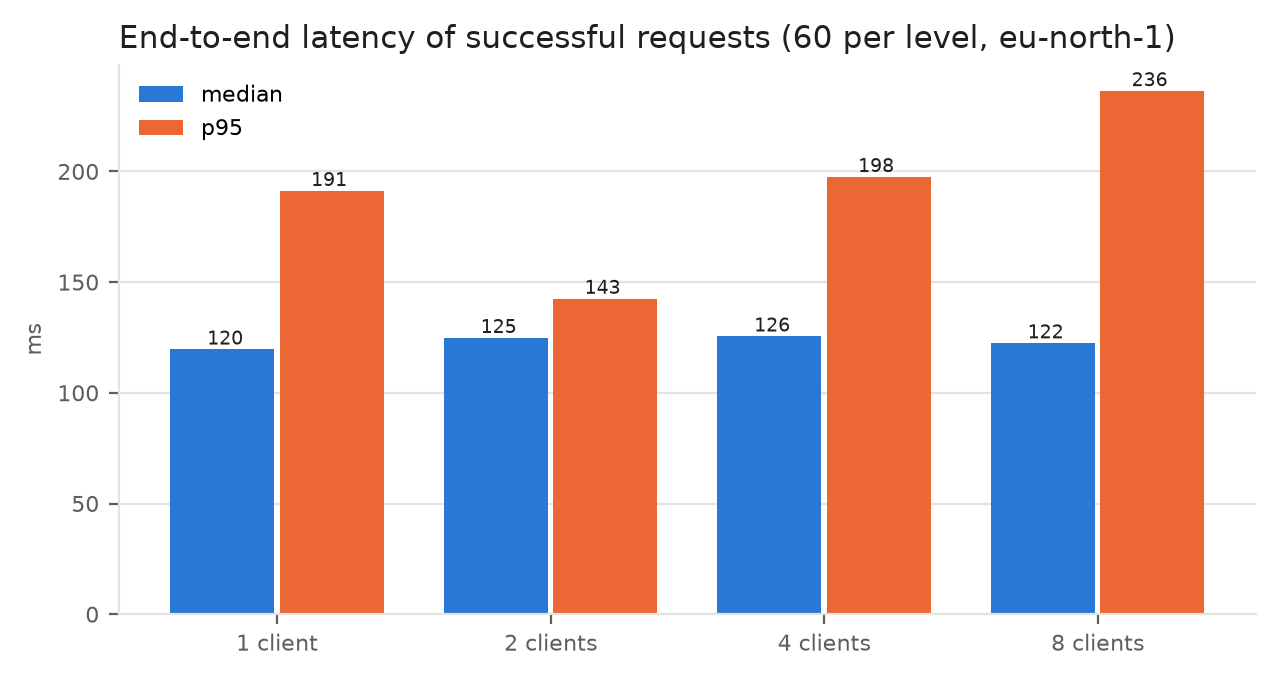 End-to-end latency of successful requests (60 per level, eu-north-1)
median
p95
ms
200
150
100
50
0
120
191
125
143
126
198
122
236
1 client
2 clients
4 clients
8 clients